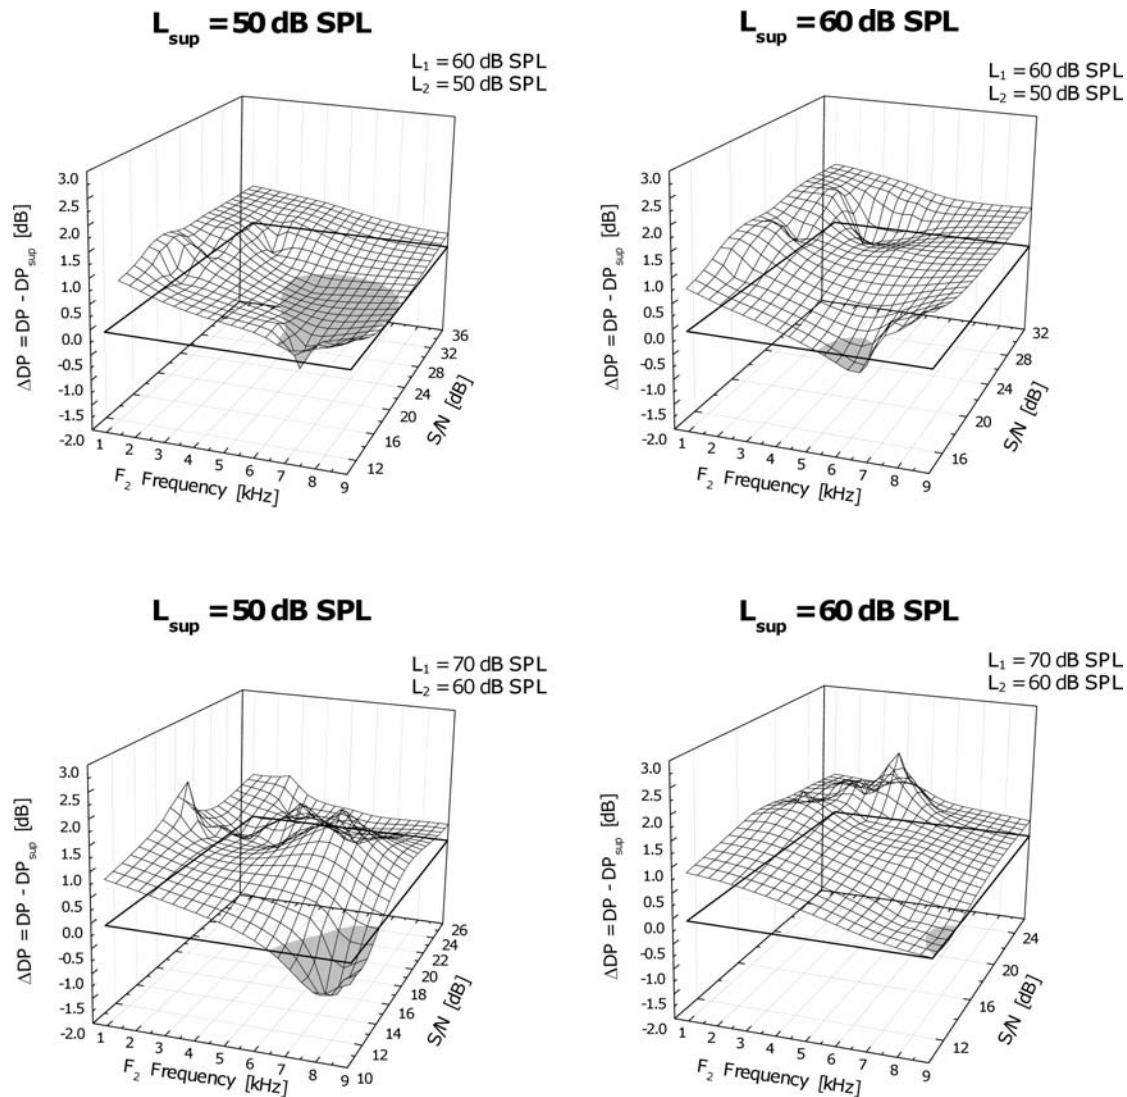 L_sup = 50 dB SPL
L₁ = 60 dB SPL
L₂ = 50 dB SPL
ΔDP = DP - DP_sup [dB]
3.0
2.5
2.0
1.5
1.0
0.5
0.0
-0.5
-1.0
-1.5
-2.0
1 2 3 4 5 6 7 8 9
F₂ Frequency [kHz]
12 16 20 24 28 32 36
S/N [dB]
L_sup = 60 dB SPL
L₁ = 60 dB SPL
L₂ = 50 dB SPL
ΔDP = DP - DP_sup [dB]
3.0
2.5
2.0
1.5
1.0
0.5
0.0
-0.5
-1.0
-1.5
-2.0
1 2 3 4 5 6 7 8 9
F₂ Frequency [kHz]
16 20 24 28 32
S/N [dB]
L_sup = 50 dB SPL
L₁ = 70 dB SPL
L₂ = 60 dB SPL
ΔDP = DP - DP_sup [dB]
3.0
2.5
2.0
1.5
1.0
0.5
0.0
-0.5
-1.0
-1.5
-2.0
1 2 3 4 5 6 7 8 9
F₂ Frequency [kHz]
10 12 14 16 18 20 22 24 26
S/N [dB]
L_sup = 60 dB SPL
L₁ = 70 dB SPL
L₂ = 60 dB SPL
ΔDP = DP - DP_sup [dB]
3.0
2.5
2.0
1.5
1.0
0.5
0.0
-0.5
-1.0
-1.5
-2.0
1 2 3 4 5 6 7 8 9
F₂ Frequency [kHz]
12 16 20 24
S/N [dB]